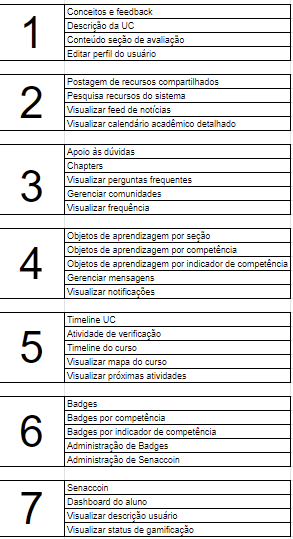 1
Conceitos e feedback
Descrição da UC
Conteúdo seção de avaliação
Editar perfil do usuário
2
Postagem de recursos compartilhados
Pesquisa recursos do sistema
Visualizar feed de notícias
Visualizar calendário acadêmico detalhado
3
Apoio às dúvidas
Chapters
Visualizar perguntas frequentes
Gerenciar comunidades
Visualizar frequência
4
Objetos de aprendizagem por seção
Objetos de aprendizagem por competência
Objetos de aprendizagem por indicador de competência
Gerenciar mensagens
Visualizar notificações
5
Timeline UC
Atividade de verificação
Timeline do curso
Visualizar mapa do curso
Visualizar próximas atividades
6
Badges
Badges por competência
Badges por indicador de competência
Administração de Badges
Administração de Senaccoin
7
Senaccoin
Dashboard do aluno
Visualizar descrição usuário
Visualizar status de gamificação